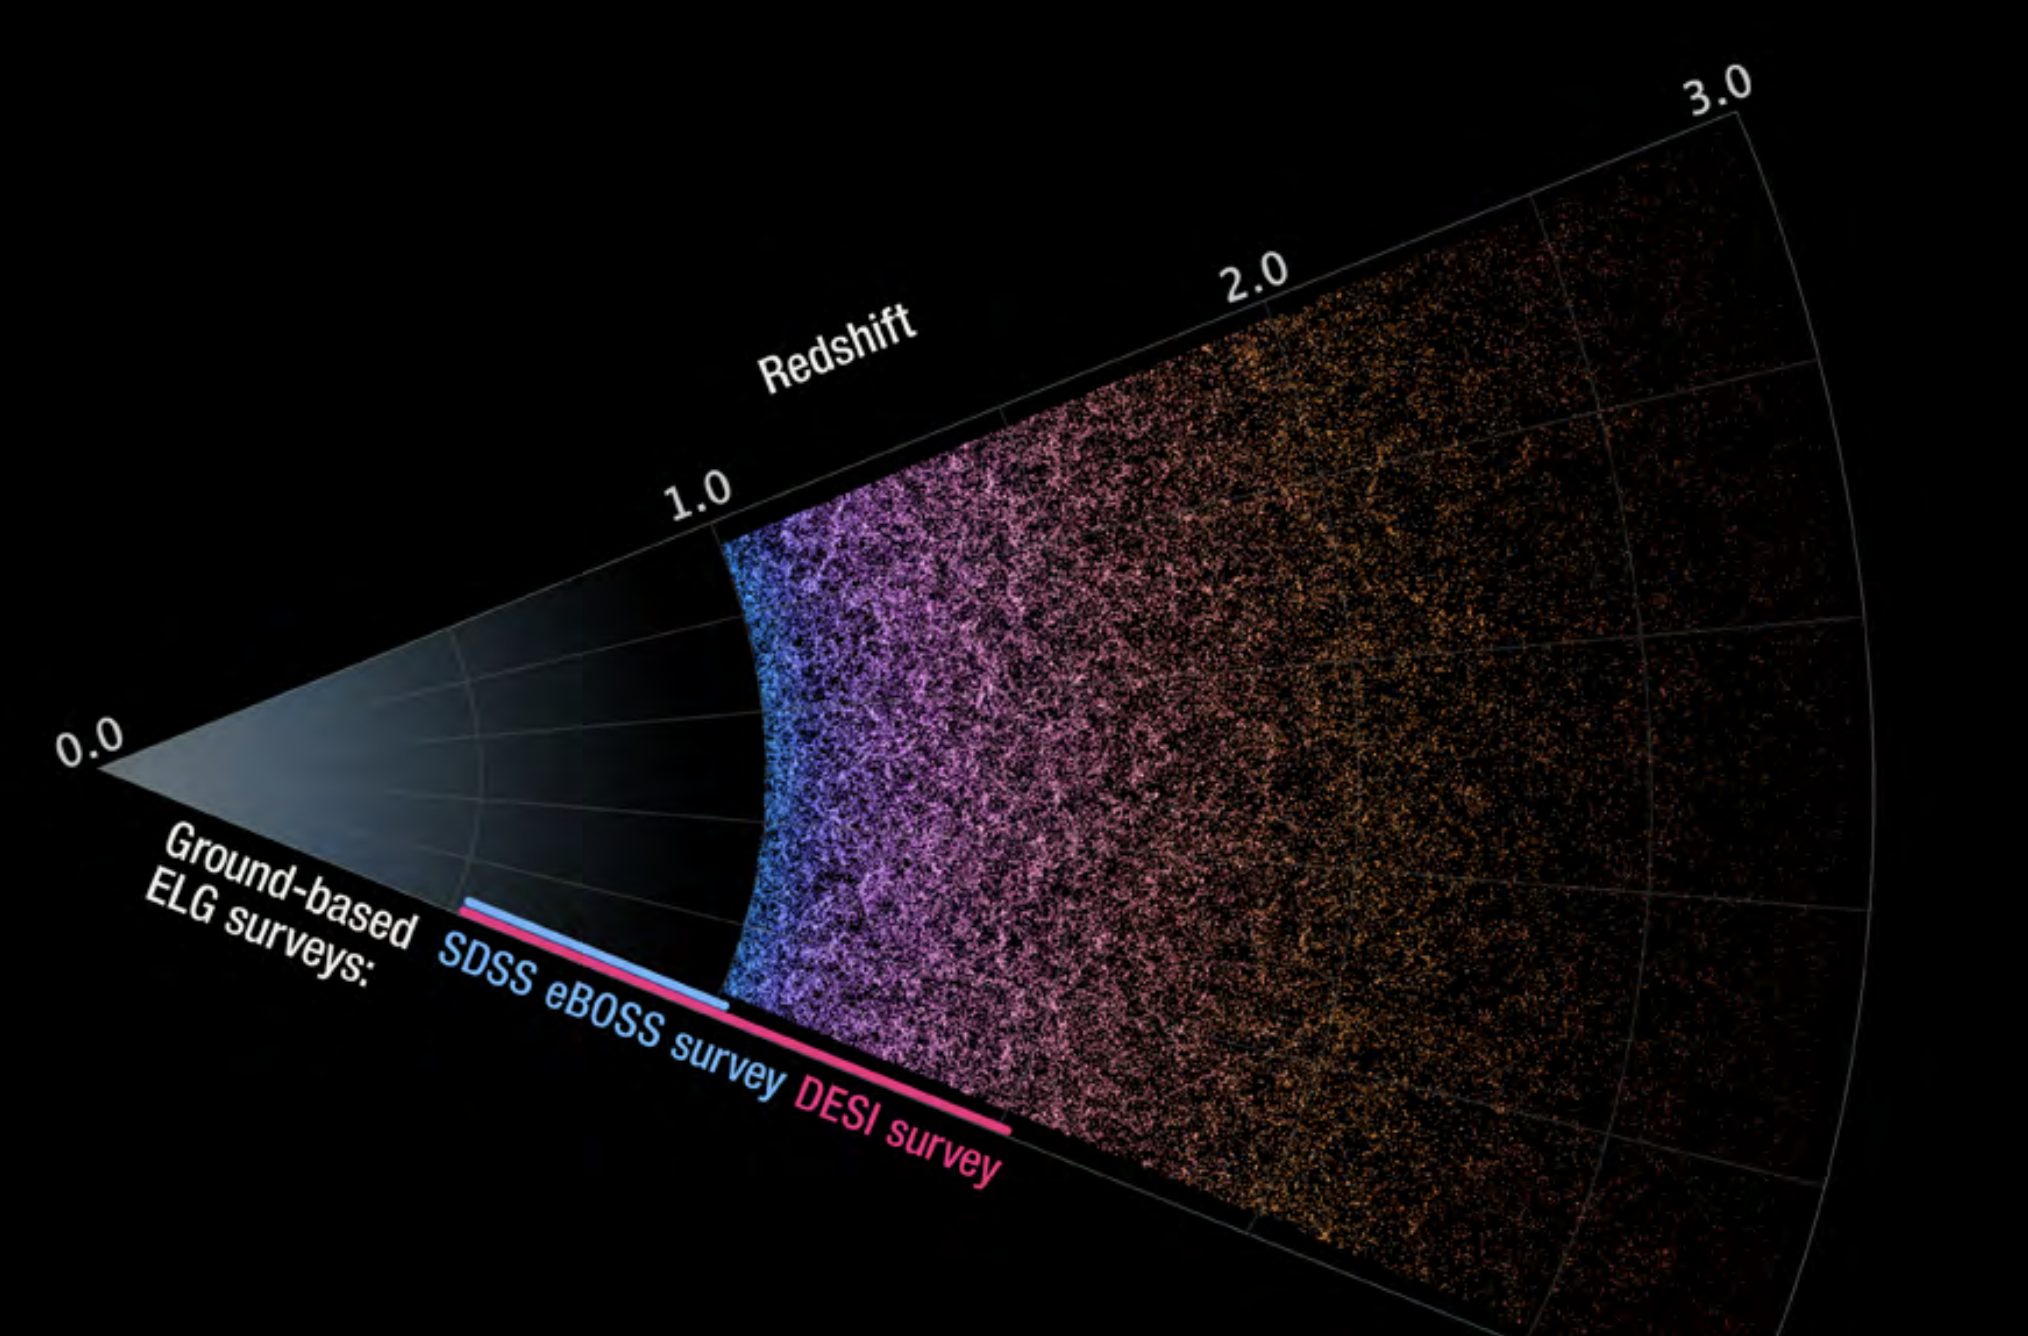 3.0
2.0
Redshift
1.0
0.0
Ground-based
ELG surveys:
SDSS eBOSS survey
DESI survey